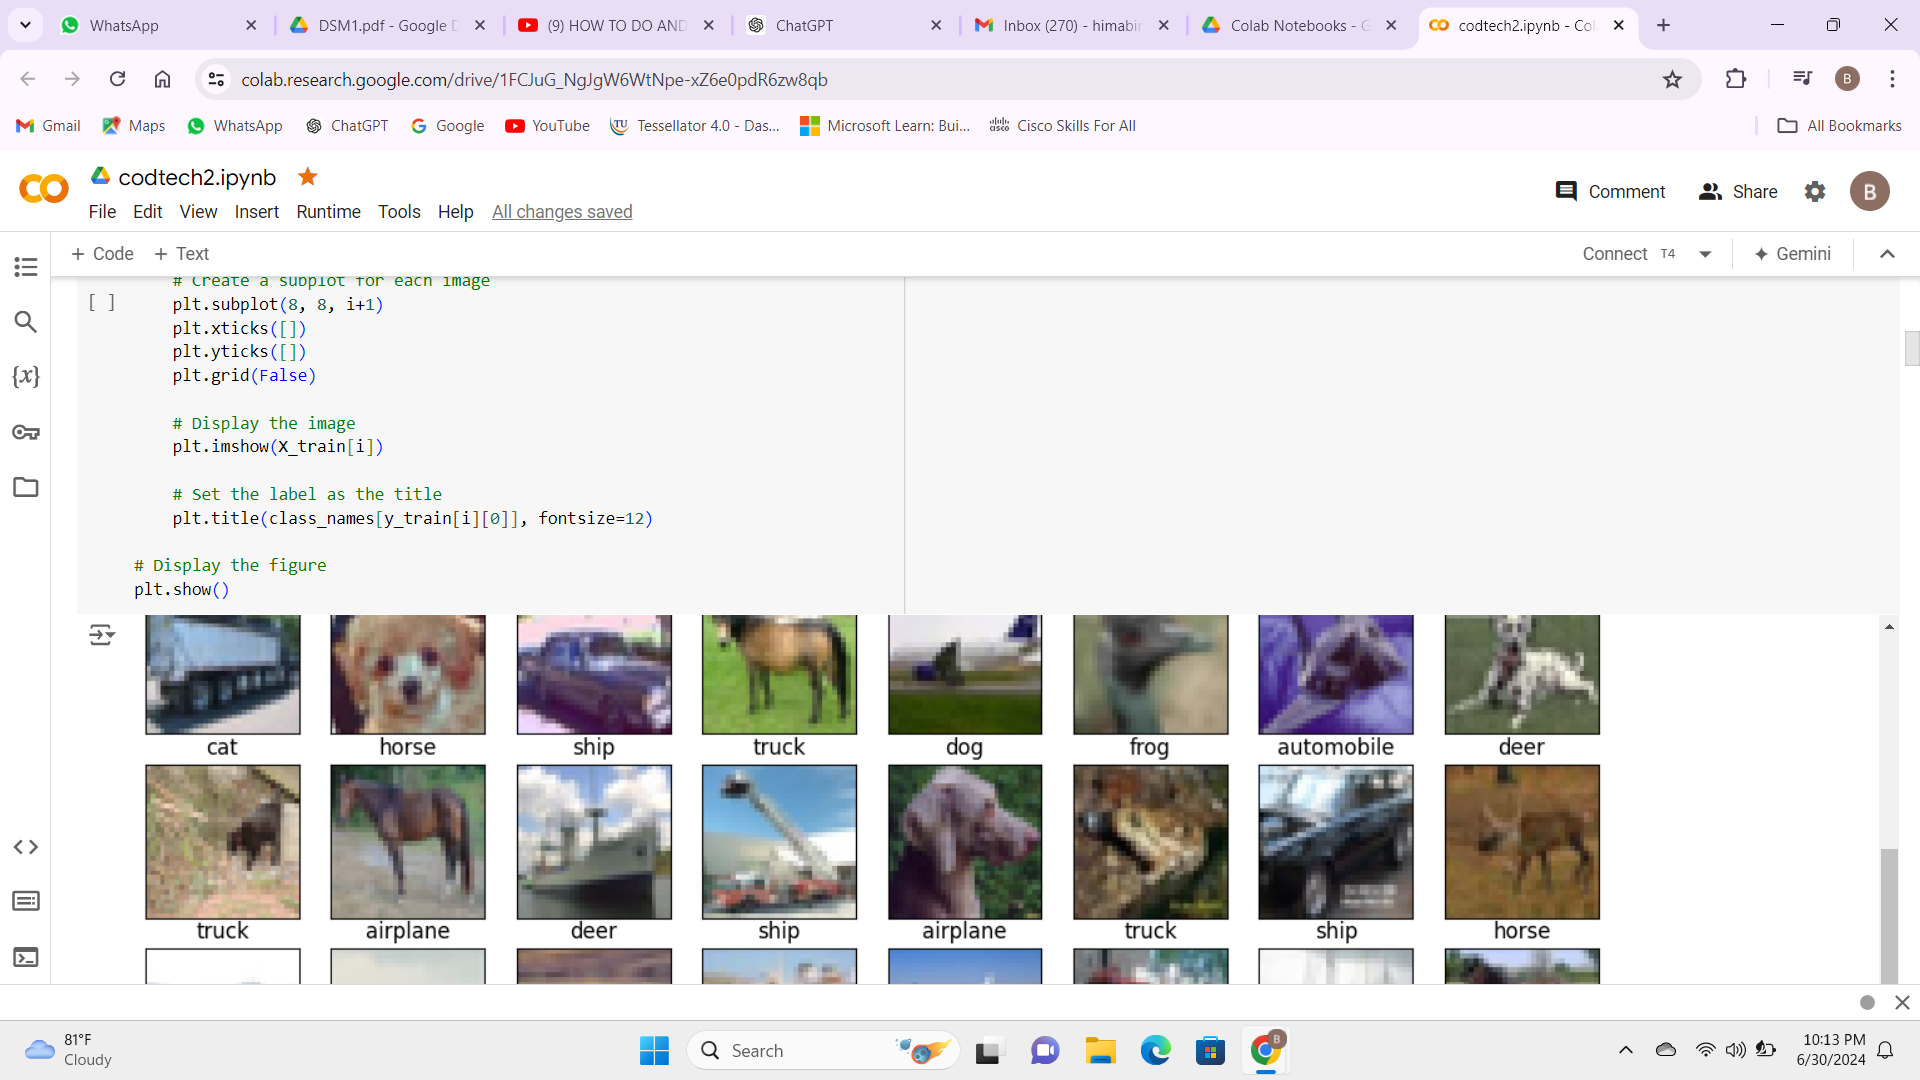 WhatsApp
DSM1.pdf - Google D
(9) HOW TO DO AND
ChatGPT
Inbox (270) - himabin
Colab Notebooks - G
codtech2.ipynb - Col
colab.research.google.com/drive/1FCJuG_NgJgW6WtNpe-xZ6e0pdR6zw8qb
B
Gmail
Maps
WhatsApp
ChatGPT
Google
YouTube
Tessellator 4.0 - Das...
Microsoft Learn: Bui...
Cisco Skills For All
All Bookmarks
codtech2.ipynb
Comment
Share
B
File Edit View Insert Runtime Tools Help All changes saved
+ Code + Text
Connect T4
Gemini
# Create a subplot for each image
[ ] plt.subplot(8, 8, i+1)
plt.xticks([])
plt.yticks([])
plt.grid(False)
# Display the image
plt.imshow(X_train[i])
# Set the label as the title
plt.title(class_names[y_train[i][0]], fontsize=12)
# Display the figure
plt.show()
cat horse ship truck dog frog automobile deer
truck airplane deer ship airplane truck ship horse
81°F
Cloudy
Search
B
10:13 PM
6/30/2024